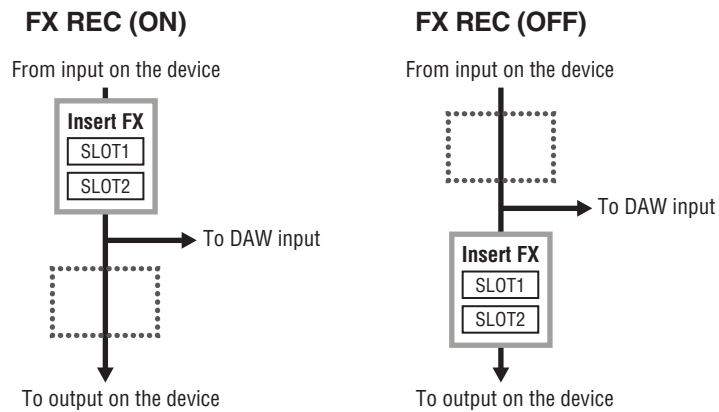 FX REC (ON)
From input on the device
Insert FX
SLOT1
SLOT2
To DAW input
To output on the device
FX REC (OFF)
From input on the device
To DAW input
Insert FX
SLOT1
SLOT2
To output on the device